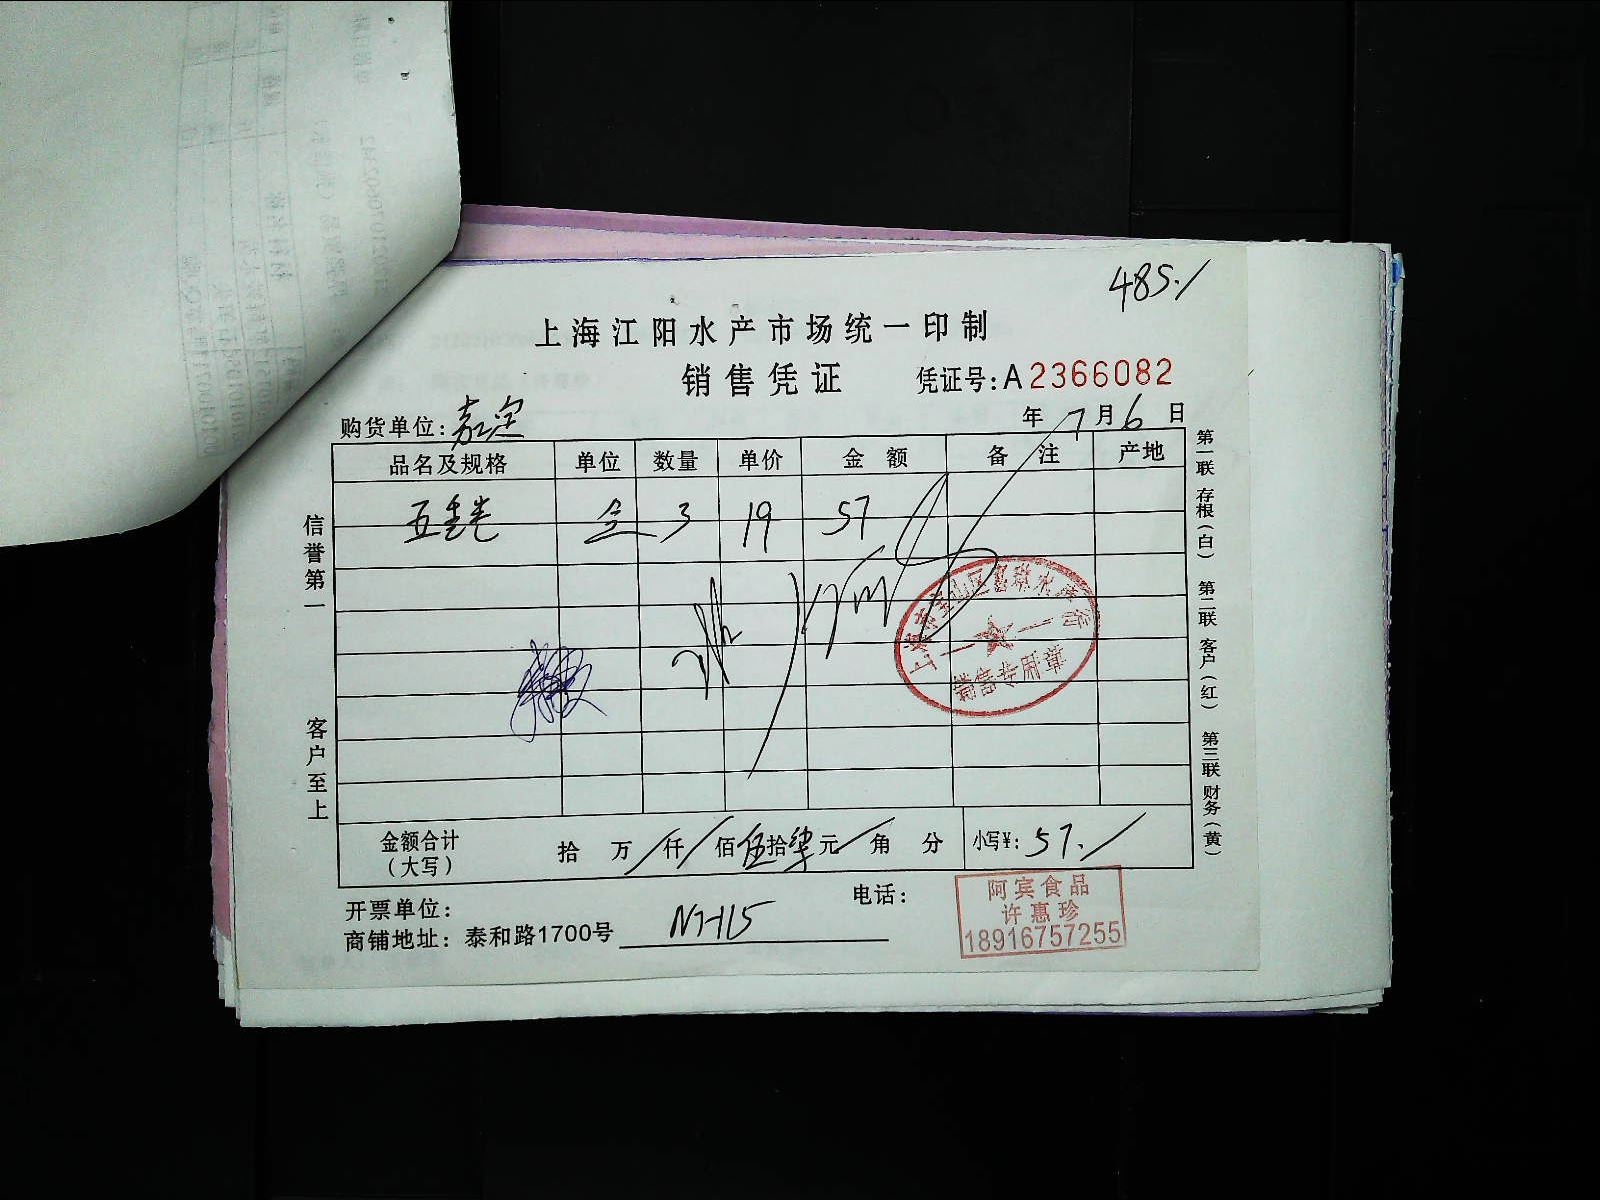 485./
上海江阳水产市场统一印制
销售凭证 凭证号:A2366082
购货单位:嘉定 年7月6日
品名及规格 单位 数量 单价 金额 备注 产地
3 19 57
信誉第一
客户至上
第一联 存根(白) 第二联 客户(红) 第三联 财务(黄)
销售专用章
金额合计(大写) 拾 万 仟 佰 伍拾 柒元 角 分 小写¥: 57./
开票单位: 电话:
商铺地址: 泰和路1700号
阿宾食品
许惠珍
18916757255